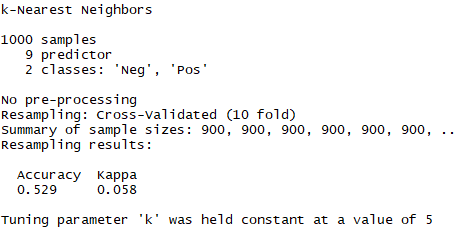 k-Nearest Neighbors
1000 samples
9 predictor
2 classes: 'Neg', 'Pos'
No pre-processing
Resampling: Cross-Validated (10 fold)
Summary of sample sizes: 900, 900, 900, 900, 900, 900, ..
Resampling results:
Accuracy Kappa
0.529 0.058
Tuning parameter 'k' was held constant at a value of 5